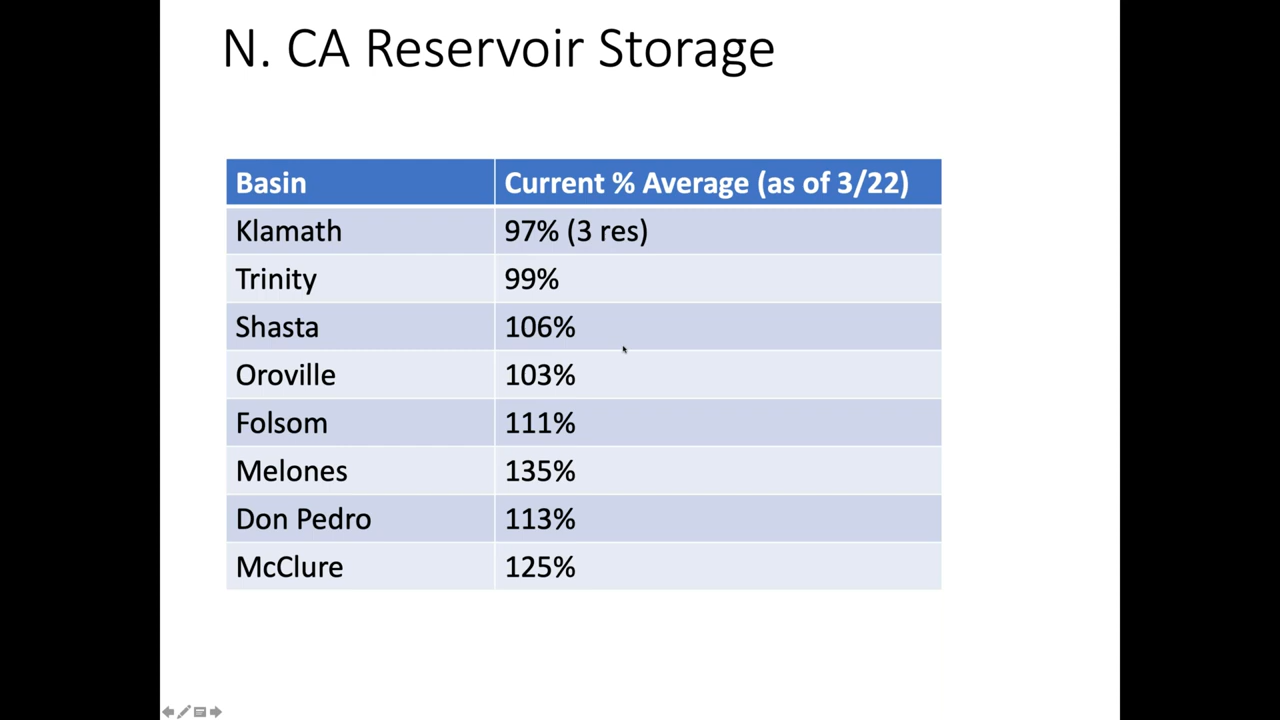 N. CA Reservoir Storage
Basin Current % Average (as of 3/22)
Klamath 97% (3 res)
Trinity 99%
Shasta 106%
Oroville 103%
Folsom 111%
Melones 135%
Don Pedro 113%
McClure 125%